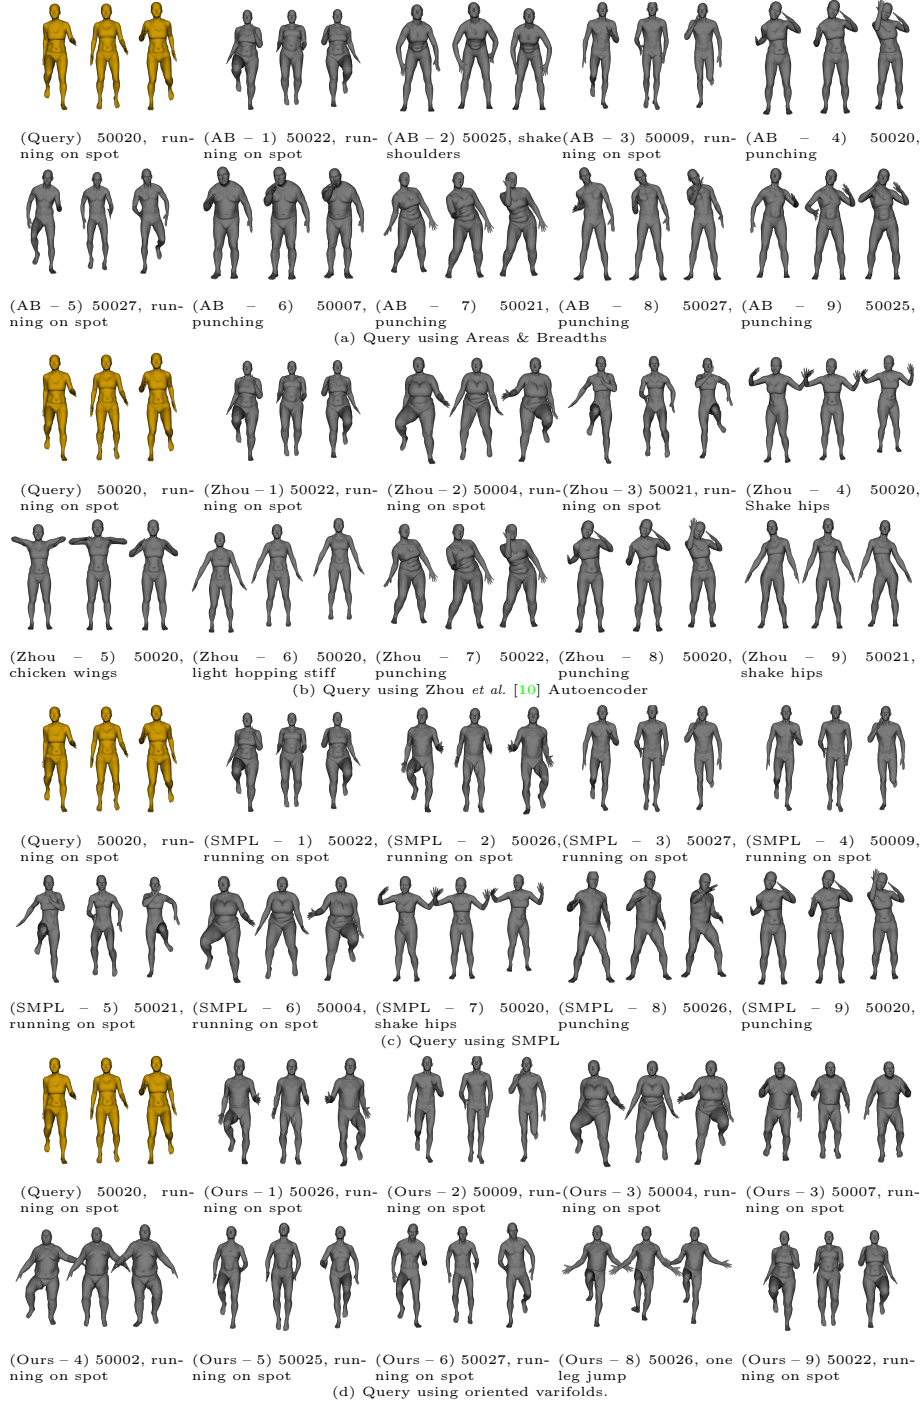 (Query) 50020, run-
ning on spot
(AB – 1) 50022, run-
ning on spot
(AB – 2) 50025, shake
shoulders
(AB – 3) 50009, run-
ning on spot
(AB – 4) 50020,
punching
(AB – 5) 50027, run-
ning on spot
(AB – 6) 50007,
punching
(AB – 7) 50021,
punching
(AB – 8) 50027,
punching
(AB – 9) 50025,
punching
(a) Query using Areas & Breadths
(Query) 50020, run-
ning on spot
(Zhou – 1) 50022, run-
ning on spot
(Zhou – 2) 50004, run-
ning on spot
(Zhou – 3) 50021, run-
ning on spot
(Zhou – 4) 50020,
Shake hips
(Zhou – 5) 50020,
chicken wings
(Zhou – 6) 50020,
light hopping stiff
(Zhou – 7) 50022,
punching
(Zhou – 8) 50020,
punching
(Zhou – 9) 50021,
shake hips
(b) Query using Zhou et al. [10] Autoencoder
(Query) 50020, run-
ning on spot
(SMPL – 1) 50022,
running on spot
(SMPL – 2) 50026,
running on spot
(SMPL – 3) 50027,
running on spot
(SMPL – 4) 50009,
running on spot
(SMPL – 5) 50021,
running on spot
(SMPL – 6) 50004,
running on spot
(SMPL – 7) 50020,
shake hips
(SMPL – 8) 50026,
punching
(SMPL – 9) 50020,
punching
(c) Query using SMPL
(Query) 50020, run-
ning on spot
(Ours – 1) 50026, run-
ning on spot
(Ours – 2) 50009, run-
ning on spot
(Ours – 3) 50004, run-
ning on spot
(Ours – 3) 50007, run-
ning on spot
(Ours – 4) 50002, run-
ning on spot
(Ours – 5) 50025, run-
ning on spot
(Ours – 6) 50027, run-
ning on spot
(Ours – 8) 50026, one
leg jump
(Ours – 9) 50022, run-
ning on spot
(d) Query using oriented varifolds.